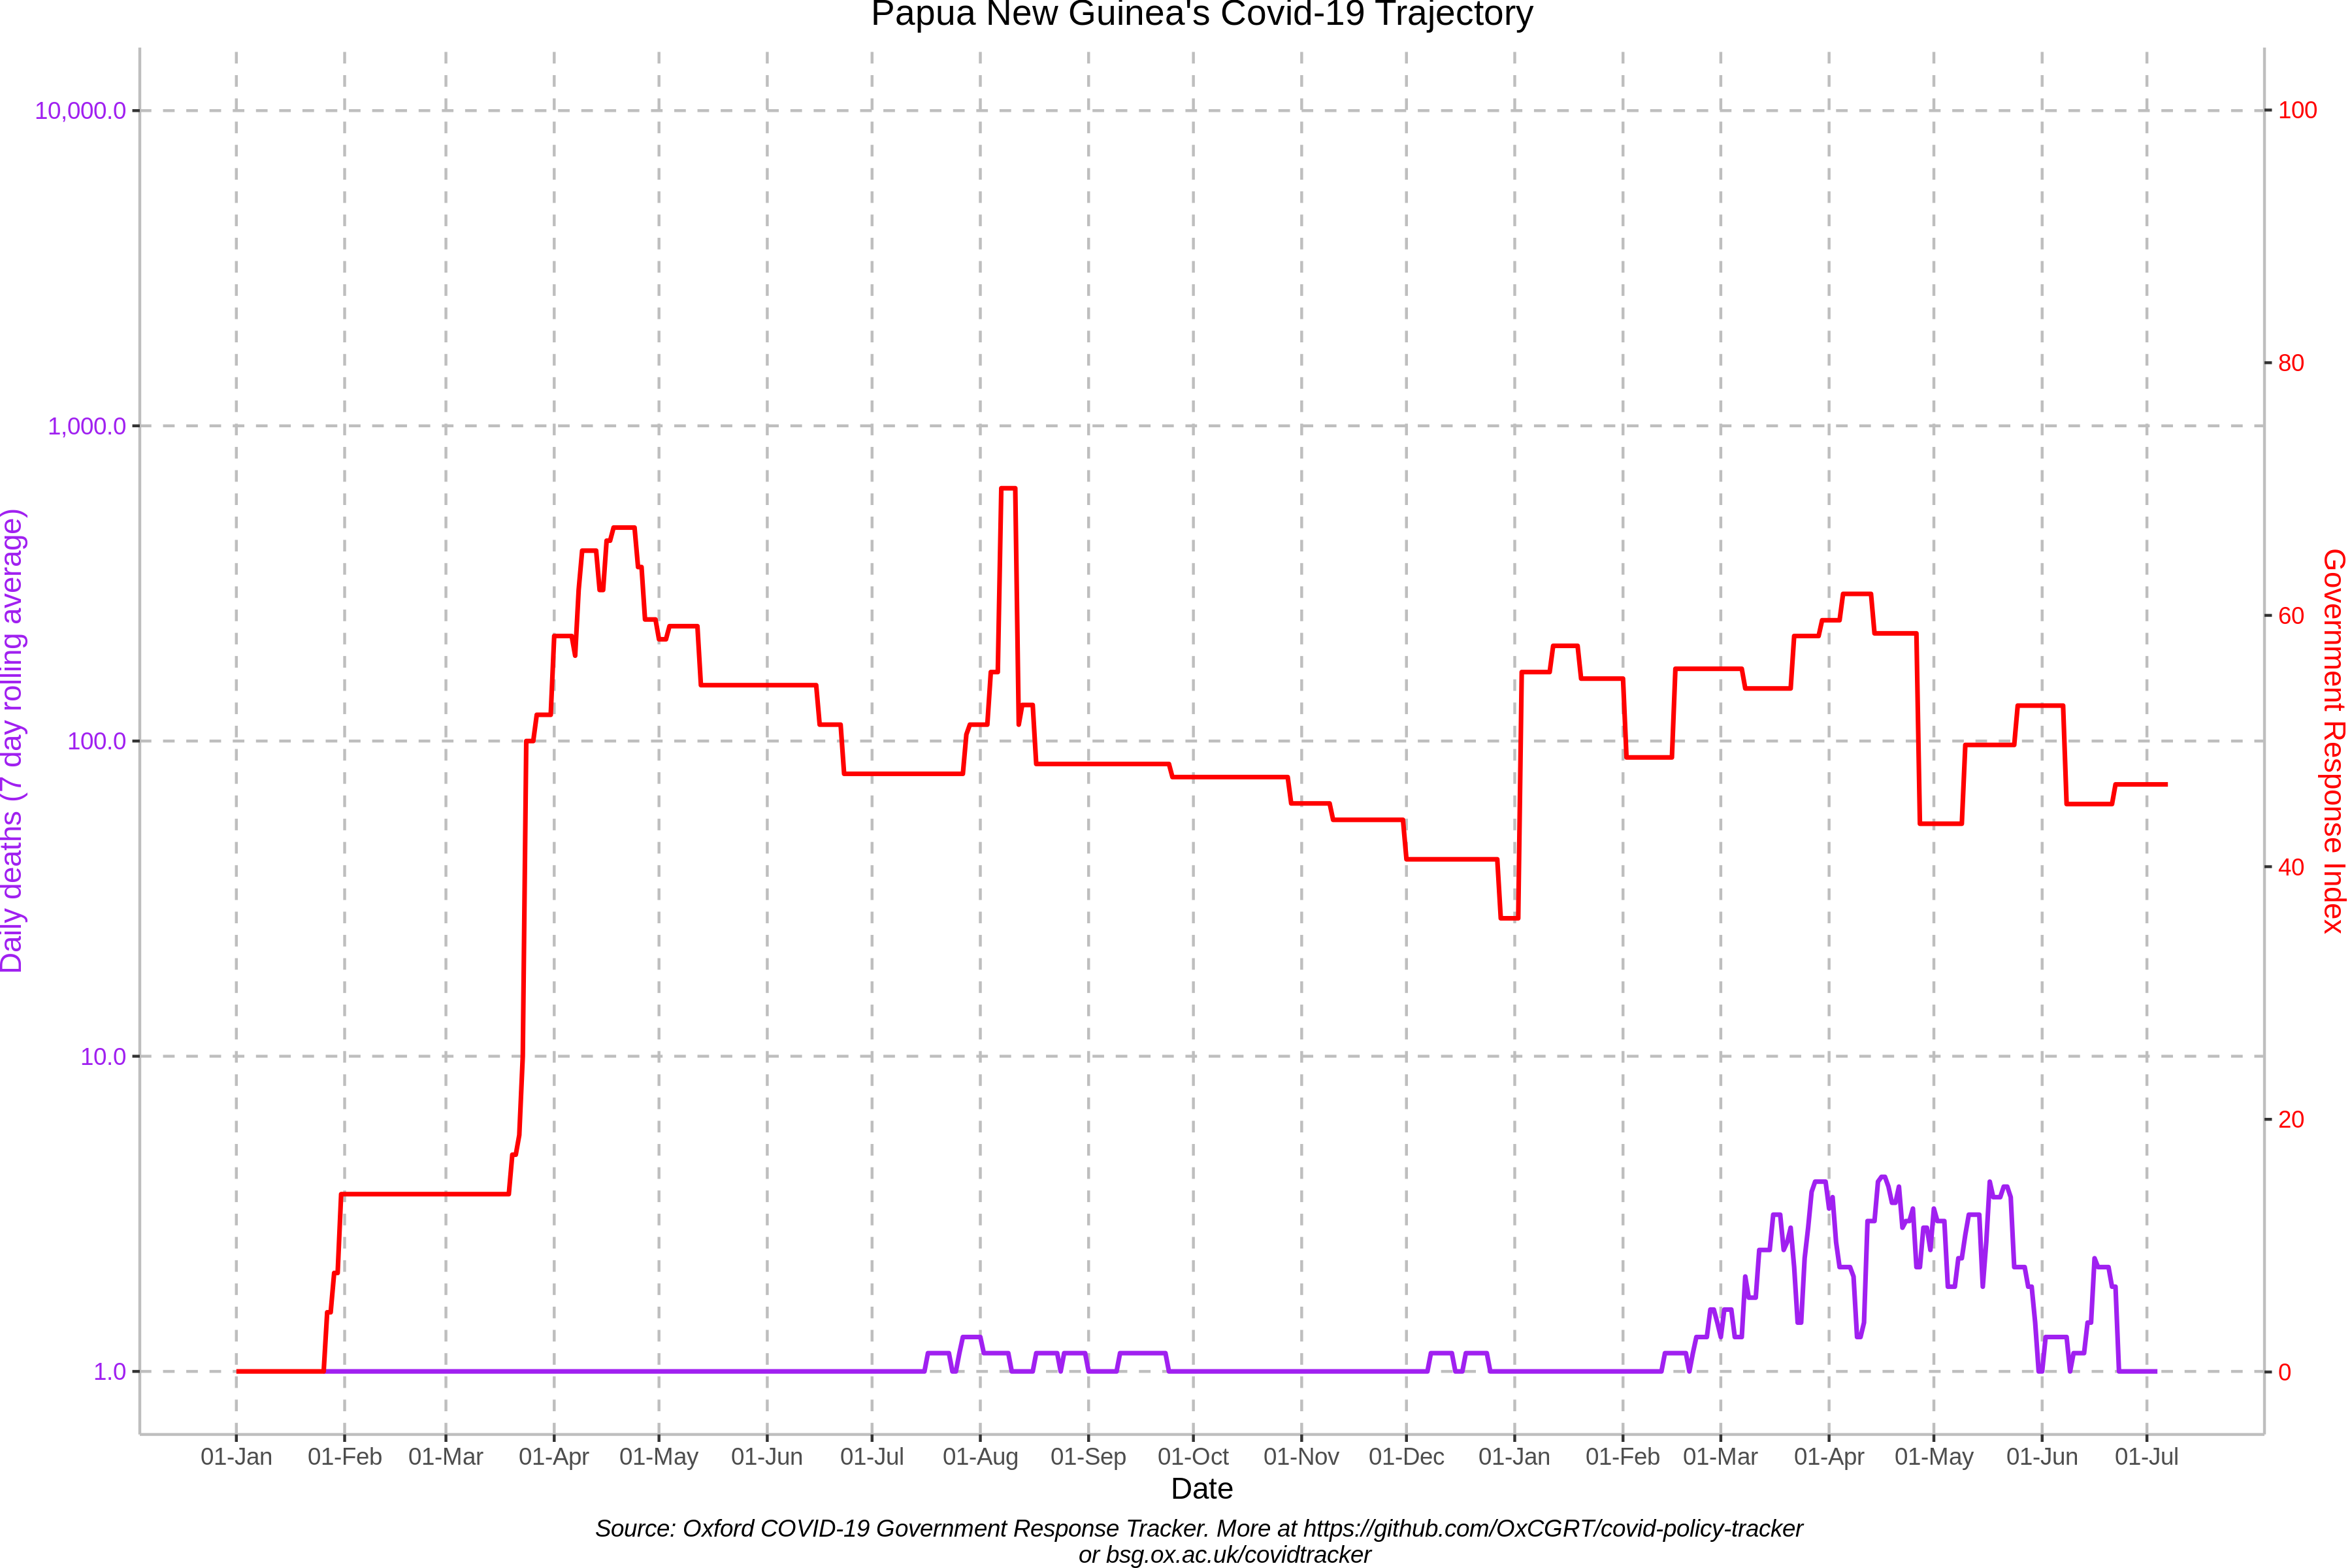 Papua New Guinea's Covid-19 Trajectory
Daily deaths (7 day rolling average)
10,000.0
1,000.0
100.0
10.0
1.0
100
80
60
40
20
0
Government Response Index
01-Jan 01-Feb 01-Mar 01-Apr 01-May 01-Jun 01-Jul 01-Aug 01-Sep 01-Oct 01-Nov 01-Dec 01-Jan 01-Feb 01-Mar 01-Apr 01-May 01-Jun 01-Jul
Date
Source: Oxford COVID-19 Government Response Tracker. More at https://github.com/OxCGRT/covid-policy-tracker
or bsg.ox.ac.uk/covidtracker